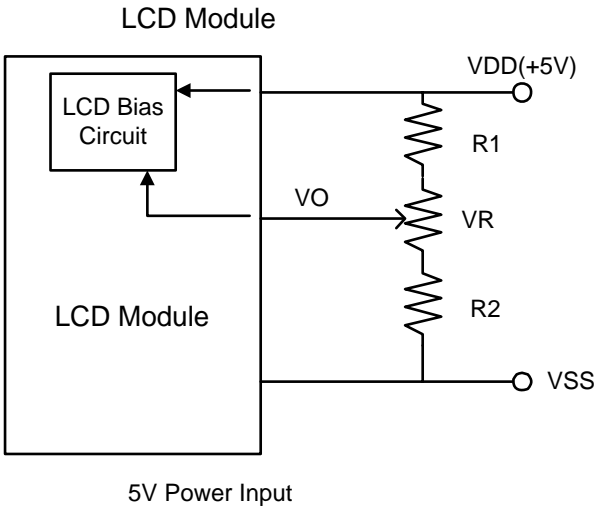 LCD Module
VDD(+5V)
LCD Bias
Circuit
R1
VO
VR
LCD Module
R2
VSS
5V Power Input